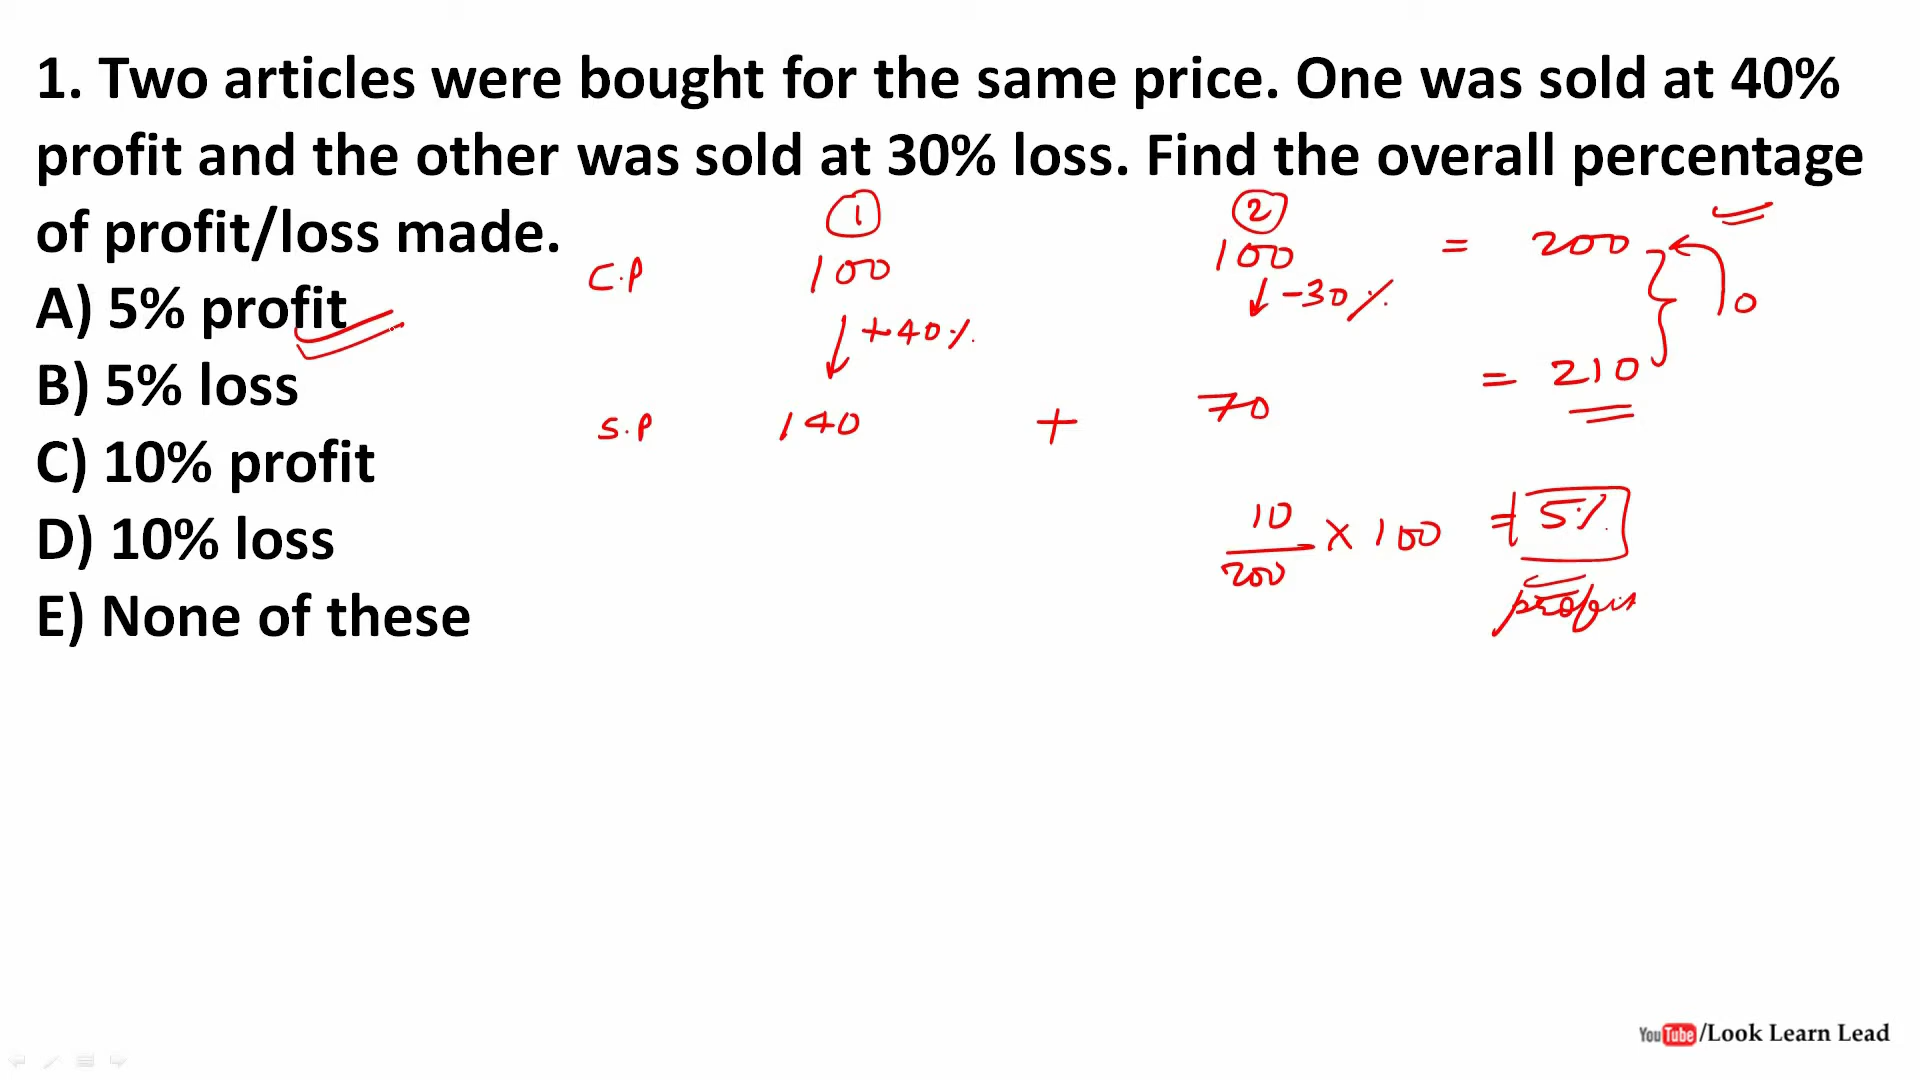 1. Two articles were bought for the same price. One was sold at 40%
profit and the other was sold at 30% loss. Find the overall percentage
of profit/loss made.
A) 5% profit
B) 5% loss
C) 10% profit
D) 10% loss
E) None of these
1 2
C.P 100 100 = 200
+40% -30% 10
S.P 140 + 70 = 210
10/200 × 100 = 5%
profit
YouTube/Look Learn Lead